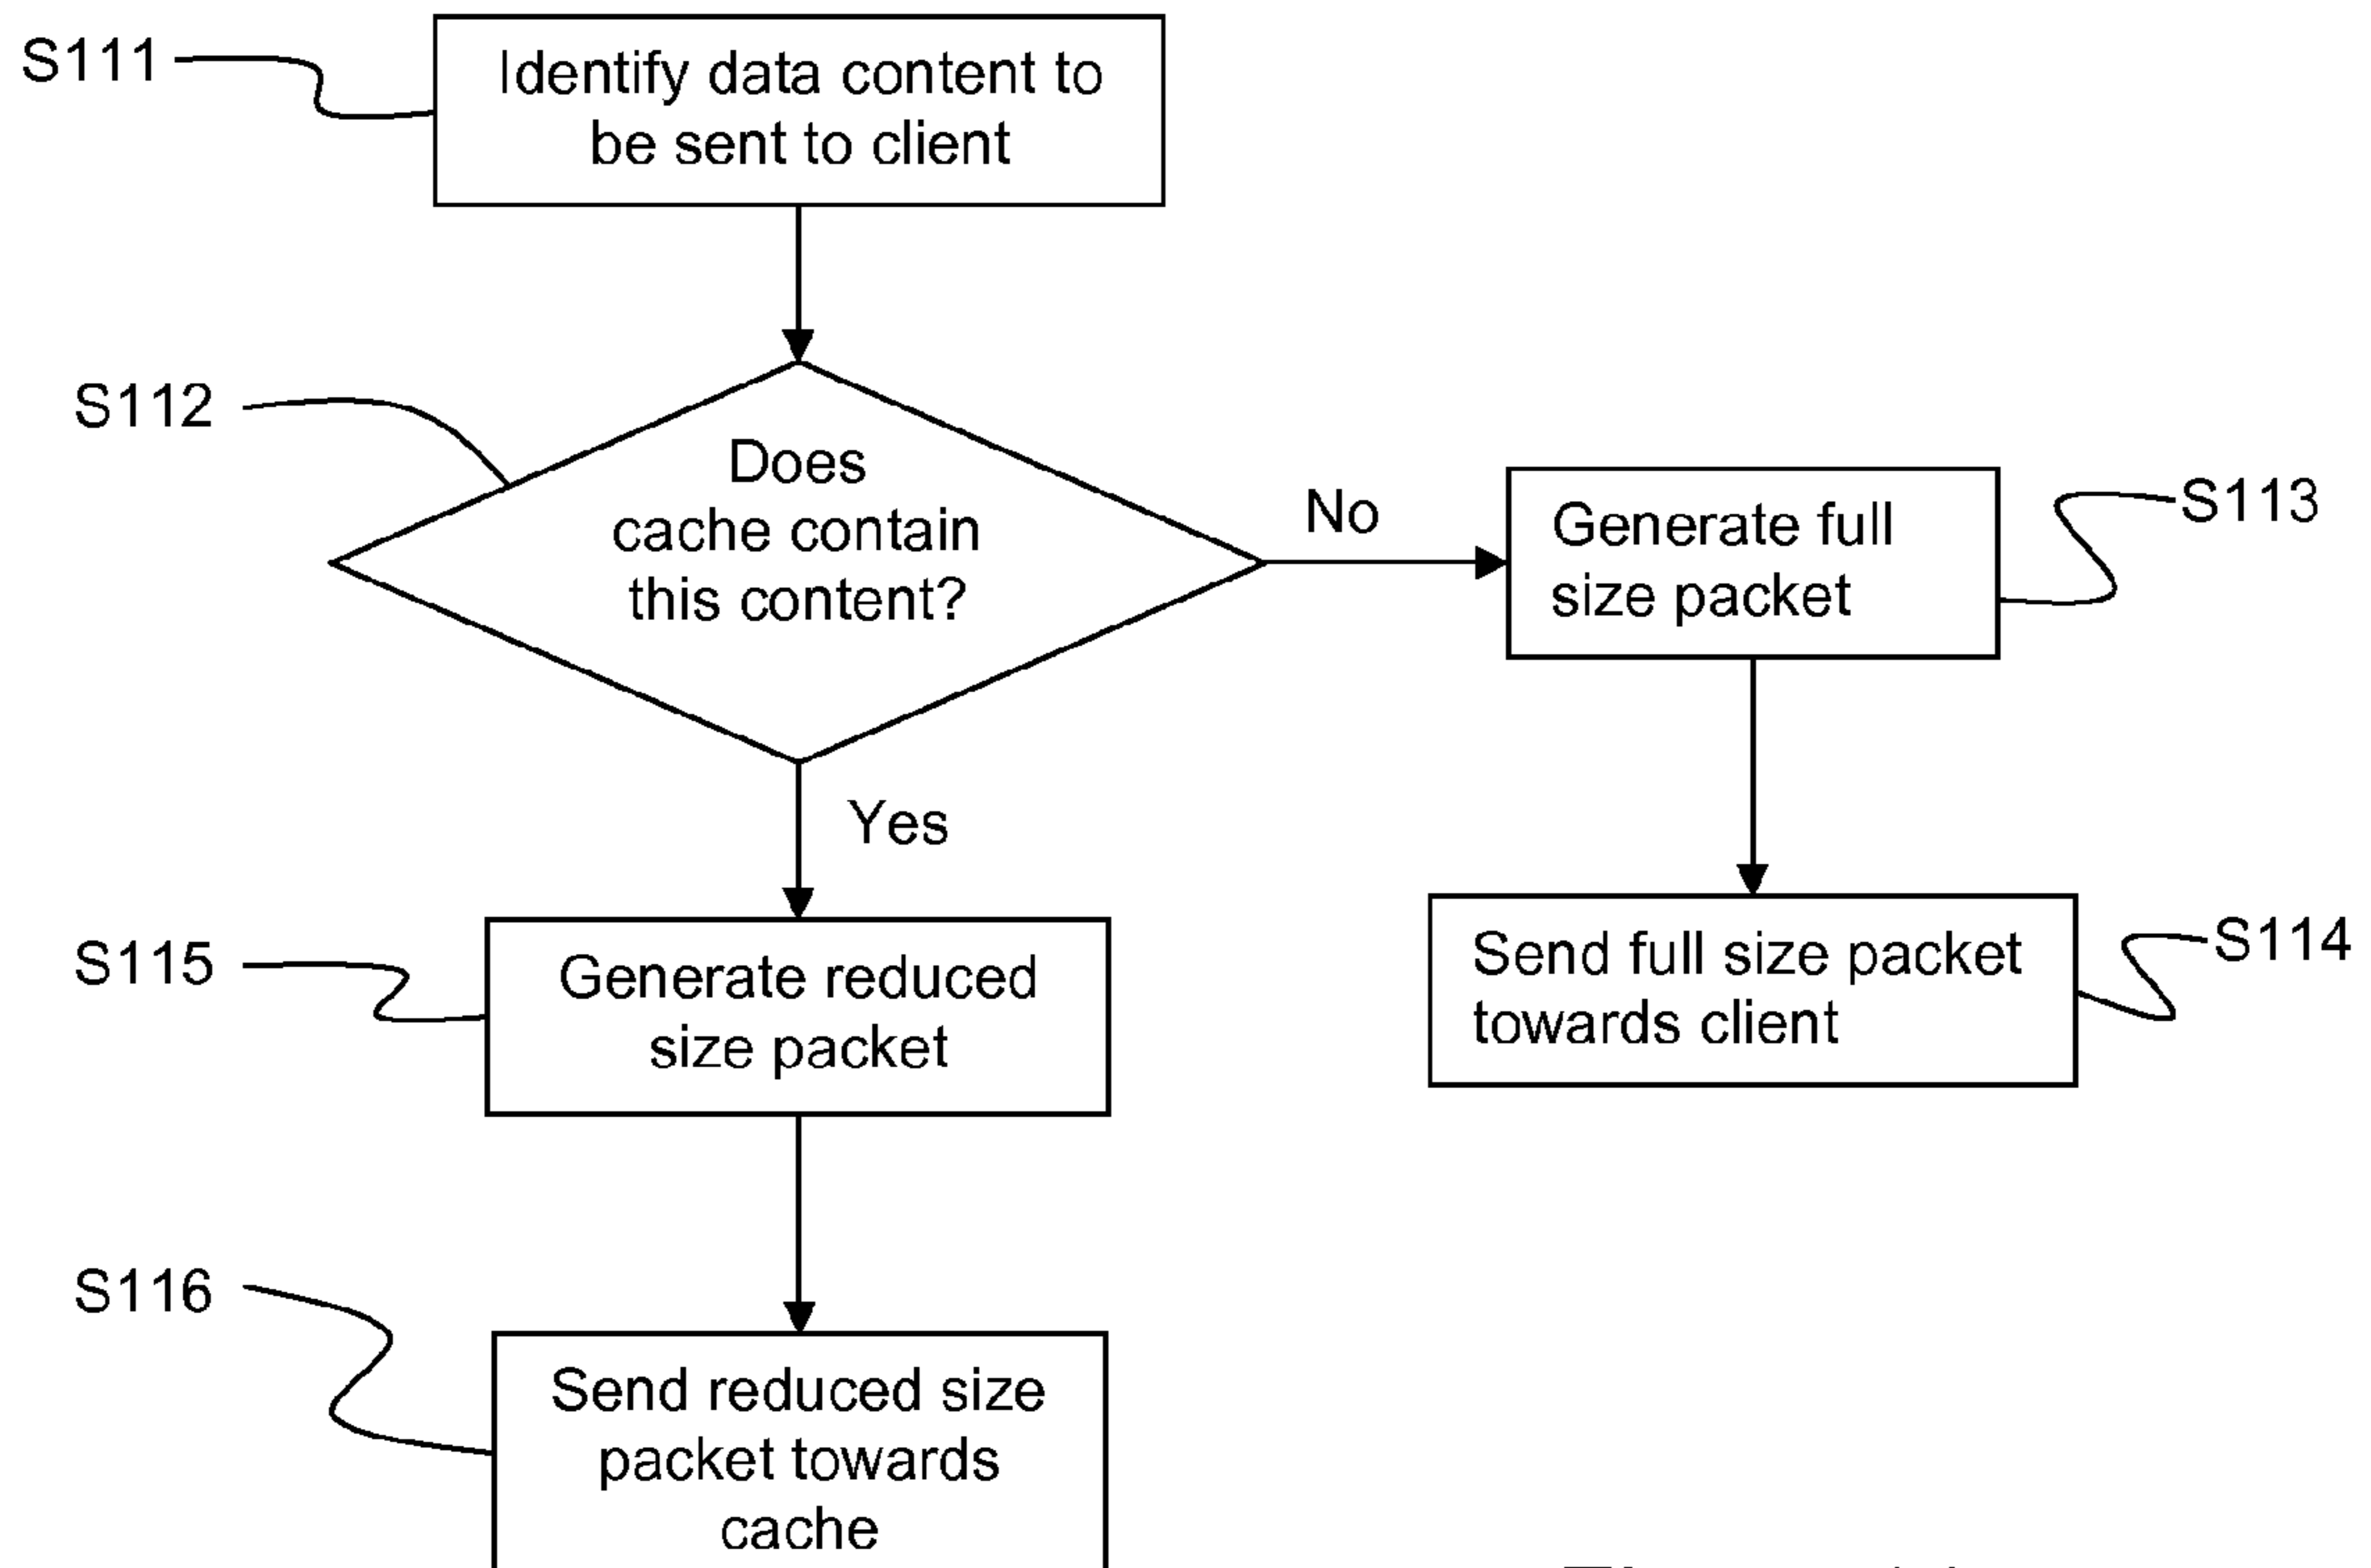 S111
Identify data content to
be sent to client
S112
Does
cache contain
this content?
No
Generate full
size packet
S113
Yes
S115
Generate reduced
size packet
Send full size packet
towards client
S114
S116
Send reduced size
packet towards
cache